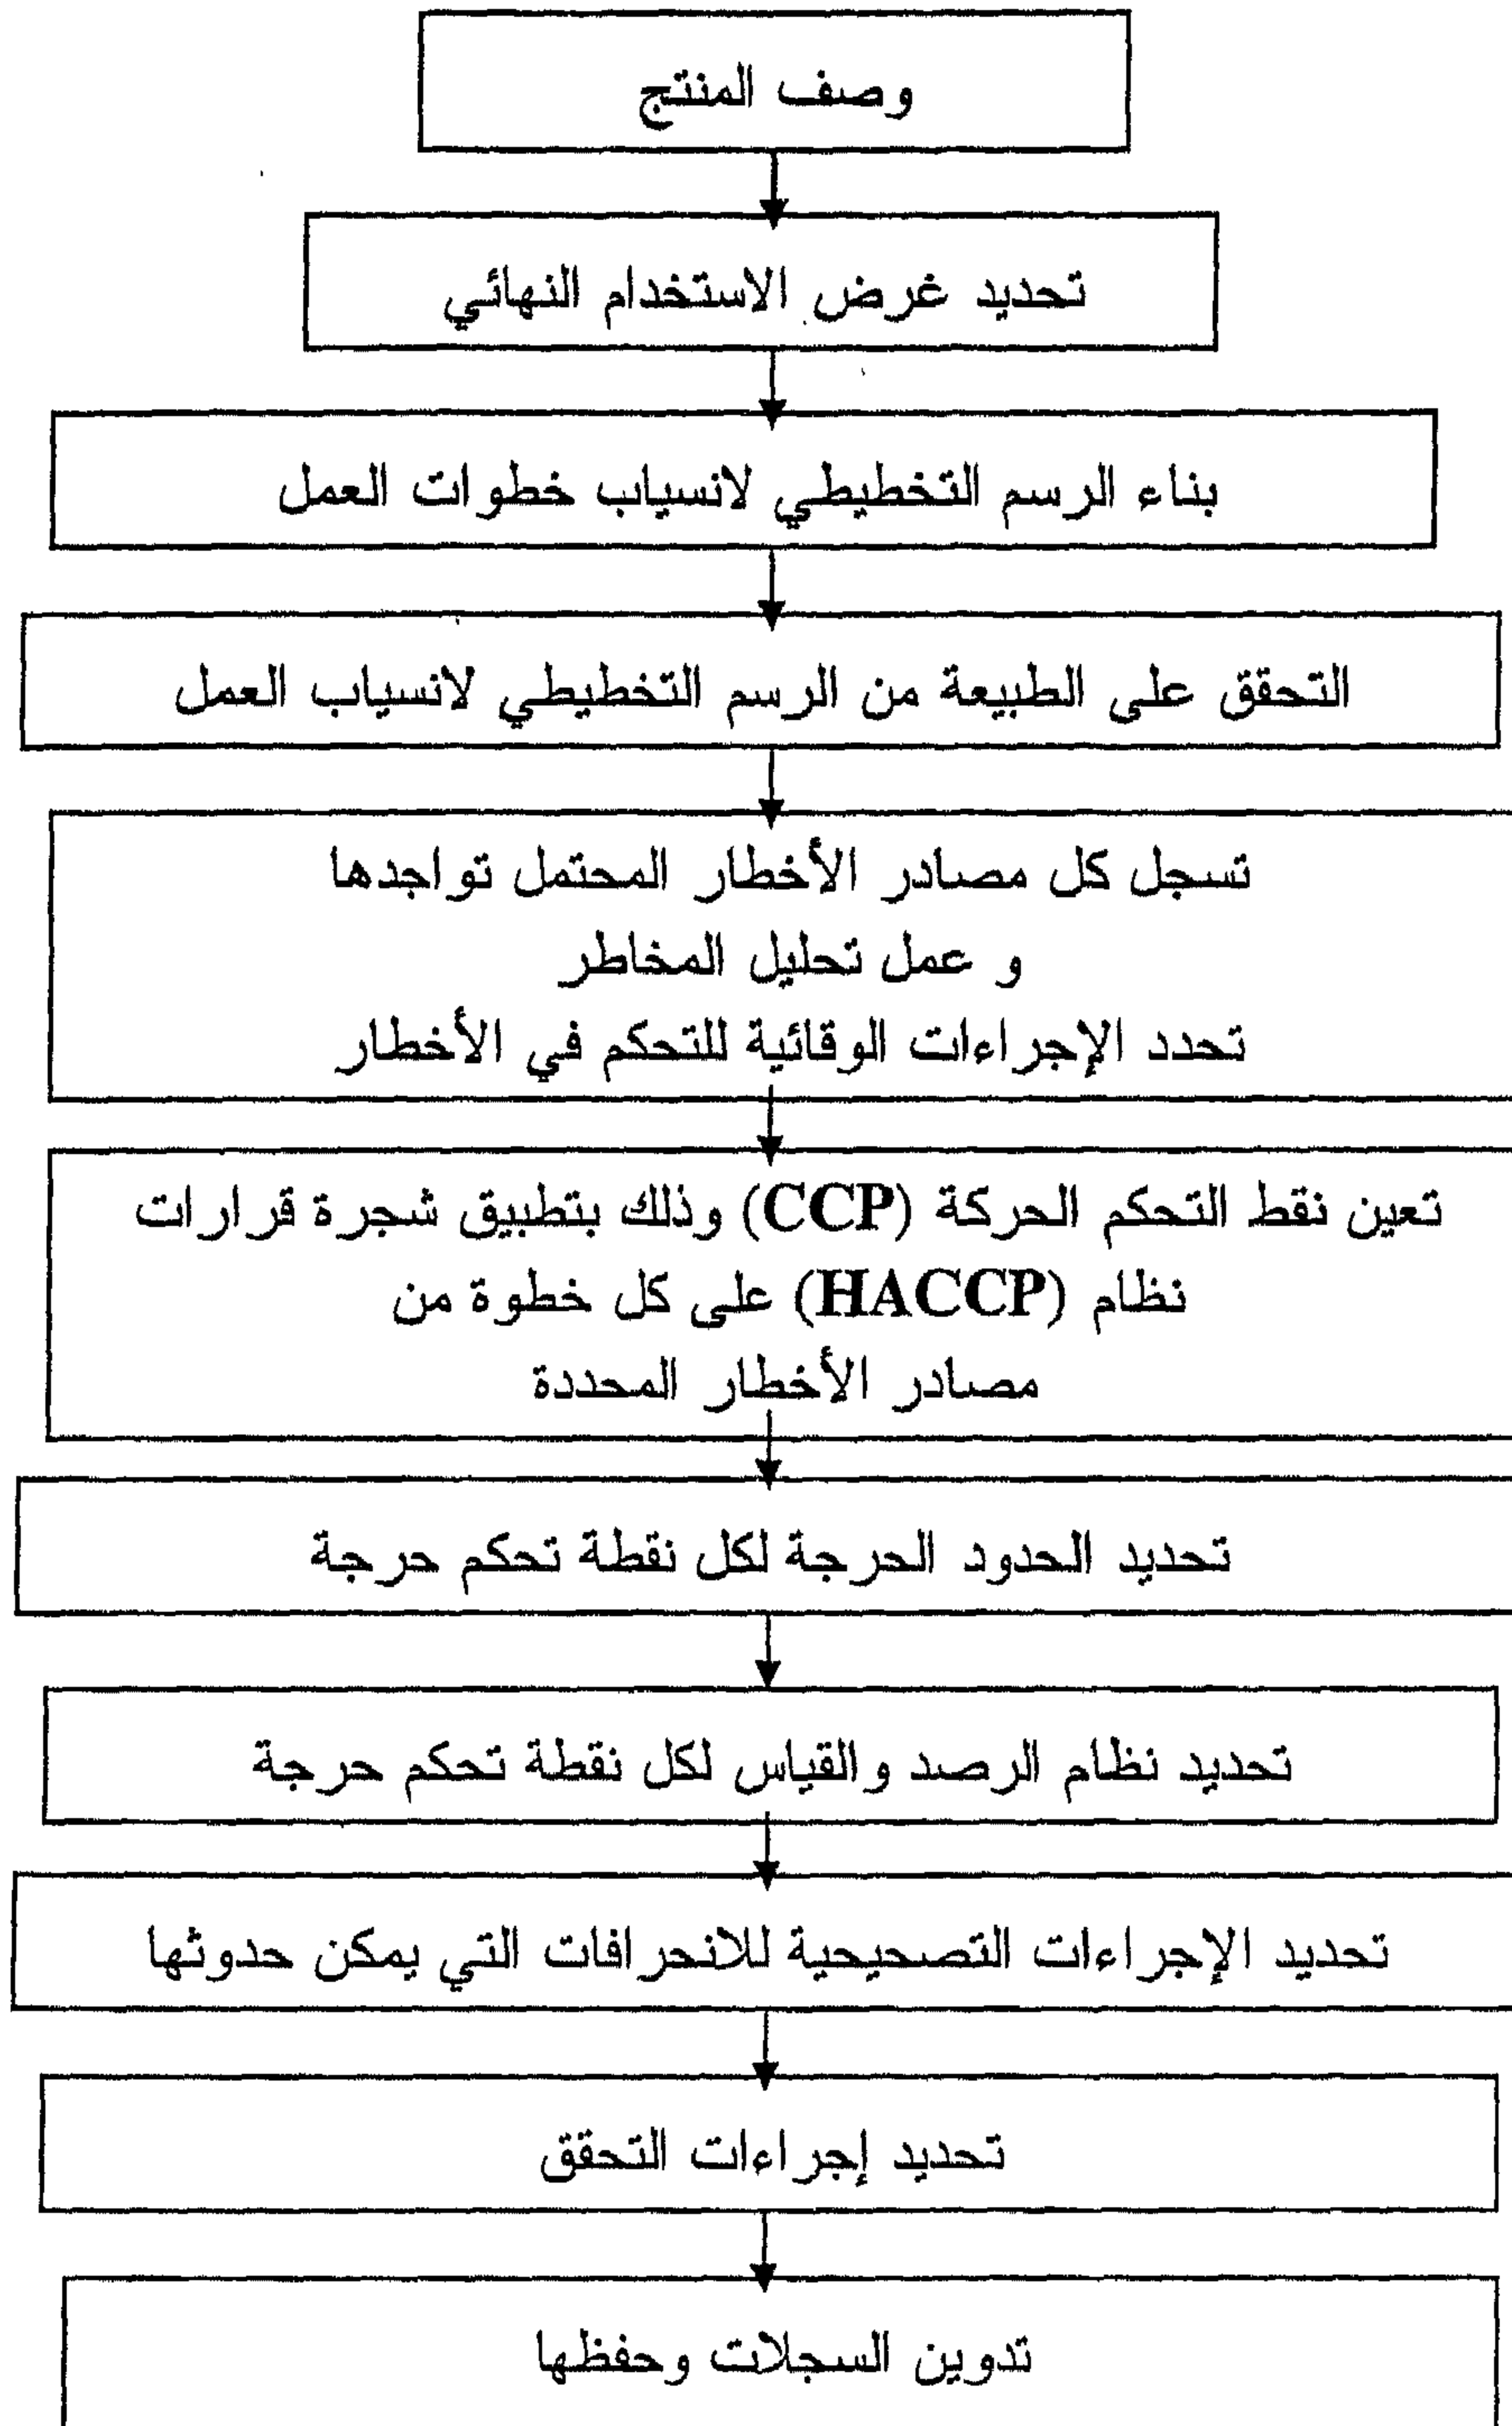 وصف المنتج
تحديد غرض الاستخدام النهائي
بناء الرسم التخطيطي لانسياب خطوات العمل
التحقق على الطبيعة من الرسم التخطيطي لانسياب العمل
تسجل كل مصادر الأخطار المحتمل تواجدها
و عمل تحليل المخاطر
تحدد الإجراءات الوقائية للتحكم في الأخطار
تعين نقط التحكم الحركة (CCP) وذلك بتطبيق شجرة قرارات
نظام (HACCP) على كل خطوة من
مصادر الأخطار المحددة
تحديد الحدود الحرجة لكل نقطة تحكم حرجة
تحديد نظام الرصد والقياس لكل نقطة تحكم حرجة
تحديد الإجراءات التصحيحية للانحرافات التي يمكن حدوثها
تحديد إجراءات التحقق
تدوين السجلات وحفظها